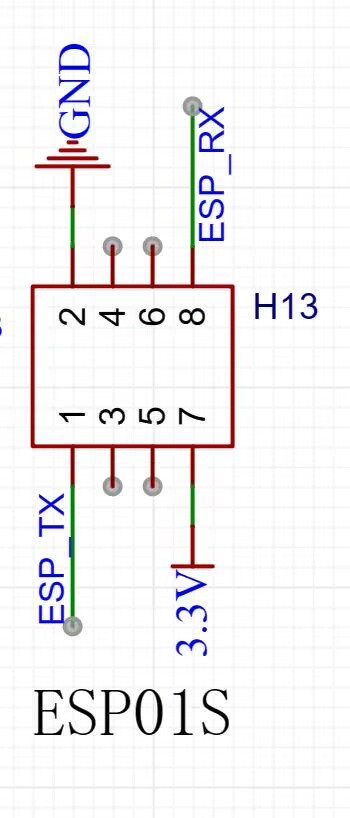 GND
ESP_RX
2 4 6 8
H13
1 3 5 7
ESP_TX
3.3V
ESP01S